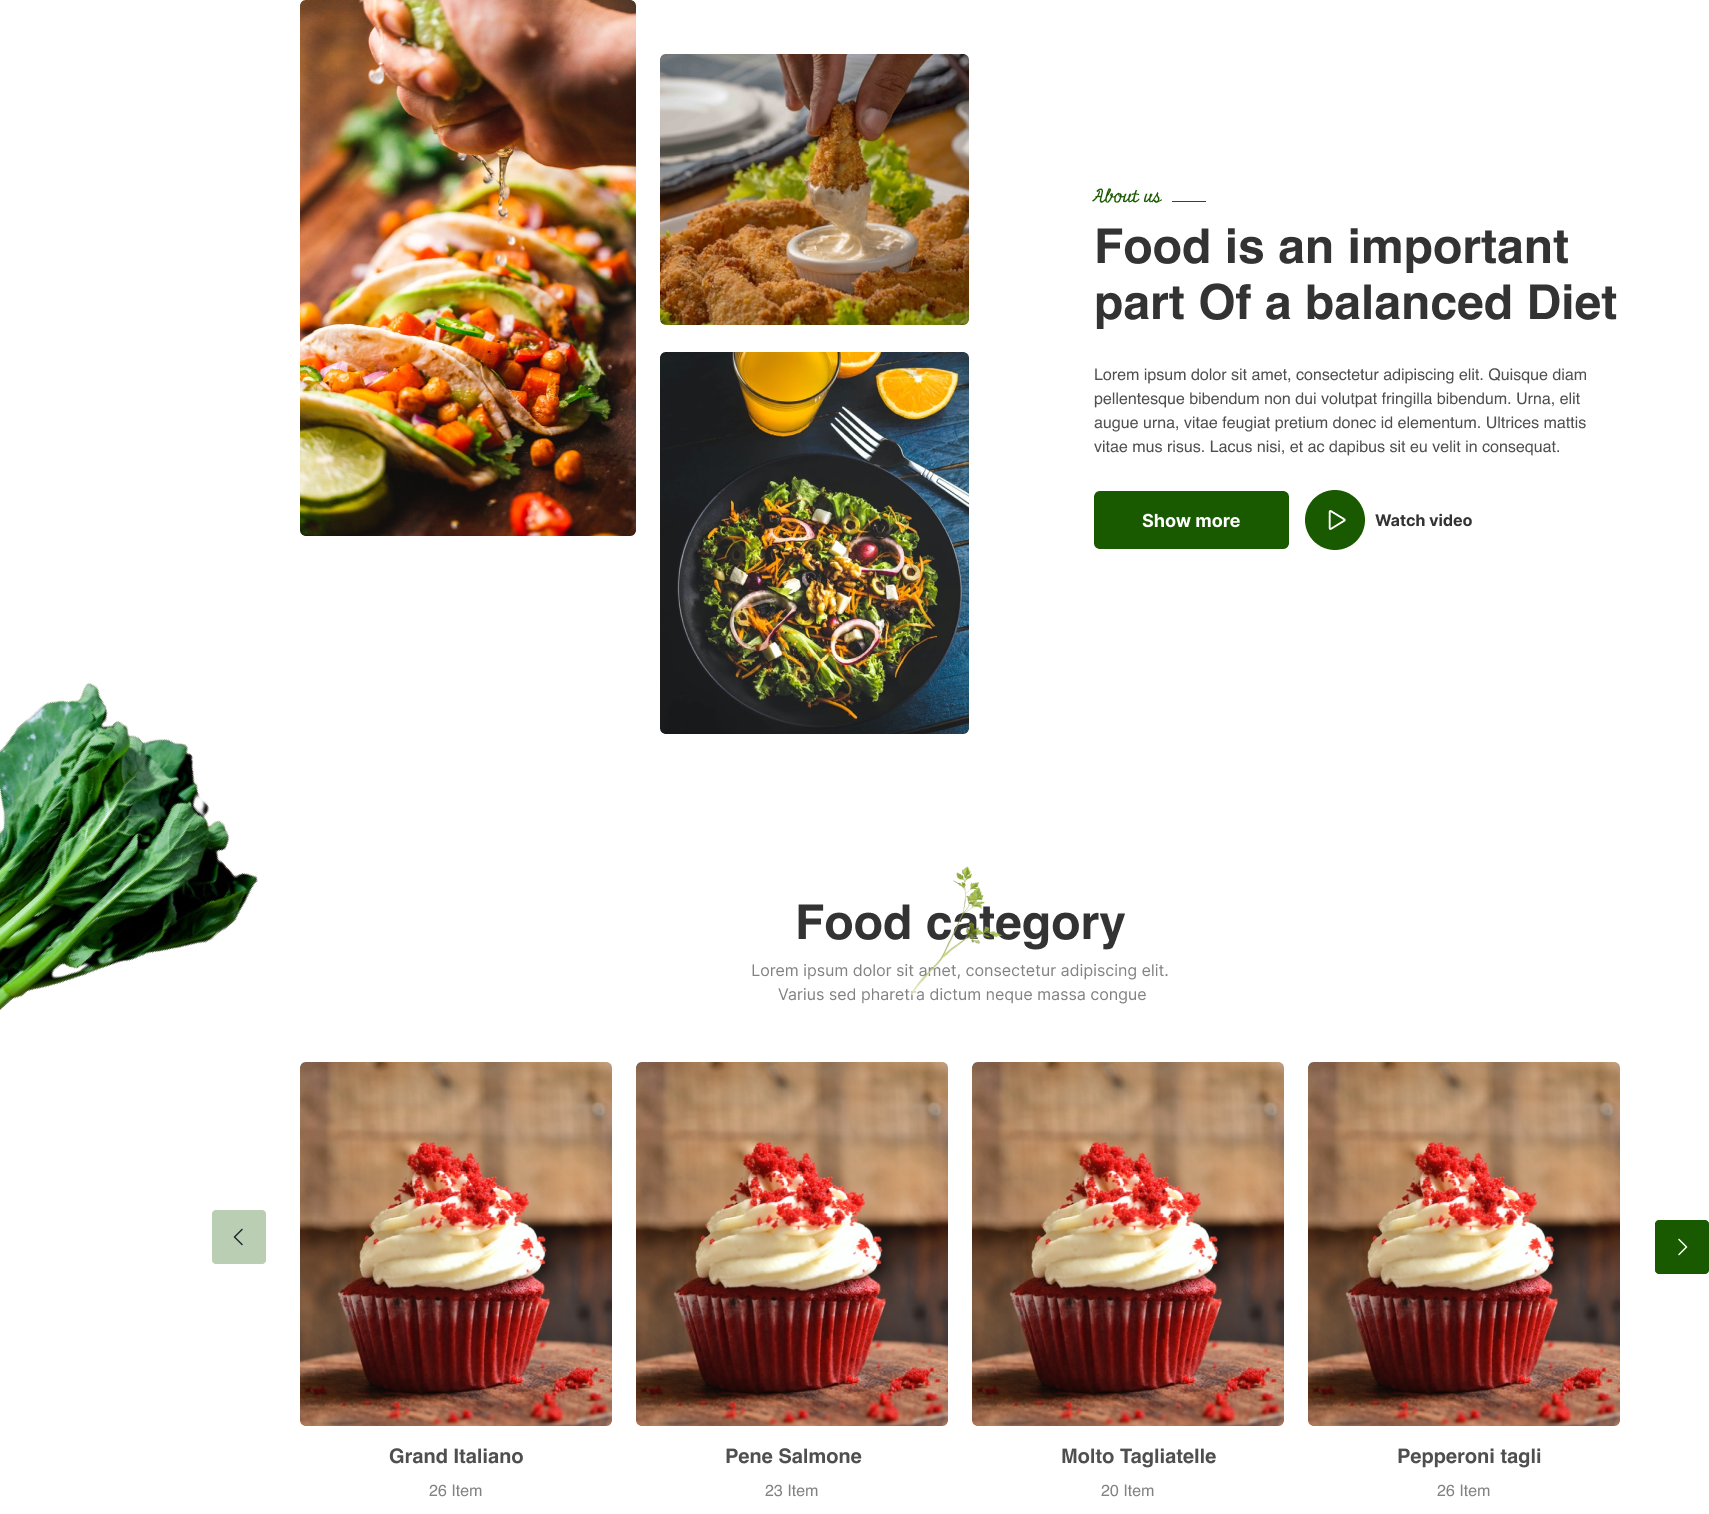 About us
Food is an important
part Of a balanced Diet
Lorem ipsum dolor sit amet, consectetur adipiscing elit. Quisque diam
pellentesque bibendum non dui volutpat fringilla bibendum. Urna, elit
augue urna, vitae feugiat pretium donec id elementum. Ultrices mattis
vitae mus risus. Lacus nisi, et ac dapibus sit eu velit in consequat.
Show more
Watch video
Food category
Lorem ipsum dolor sit amet, consectetur adipiscing elit.
Varius sed pharetra dictum neque massa congue
Grand Italiano
26 Item
Pene Salmone
23 Item
Molto Tagliatelle
20 Item
Pepperoni tagli
26 Item